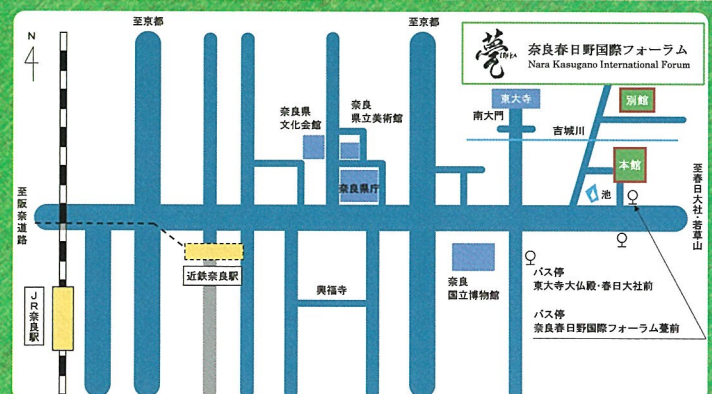 N
至京都
至京都
甍
IRAKA
奈良春日野国際フォーラム
Nara Kasugano International Forum
奈良県
文化会館
奈良
県立美術館
東大寺
南大門
吉城川
別館
本館
奈良県庁
池
至阪奈道路
至春日大社・若草山
近鉄奈良駅
JR奈良駅
興福寺
奈良
国立博物館
バス停
東大寺大仏殿・春日大社前
バス停
奈良春日野国際フォーラム甍前